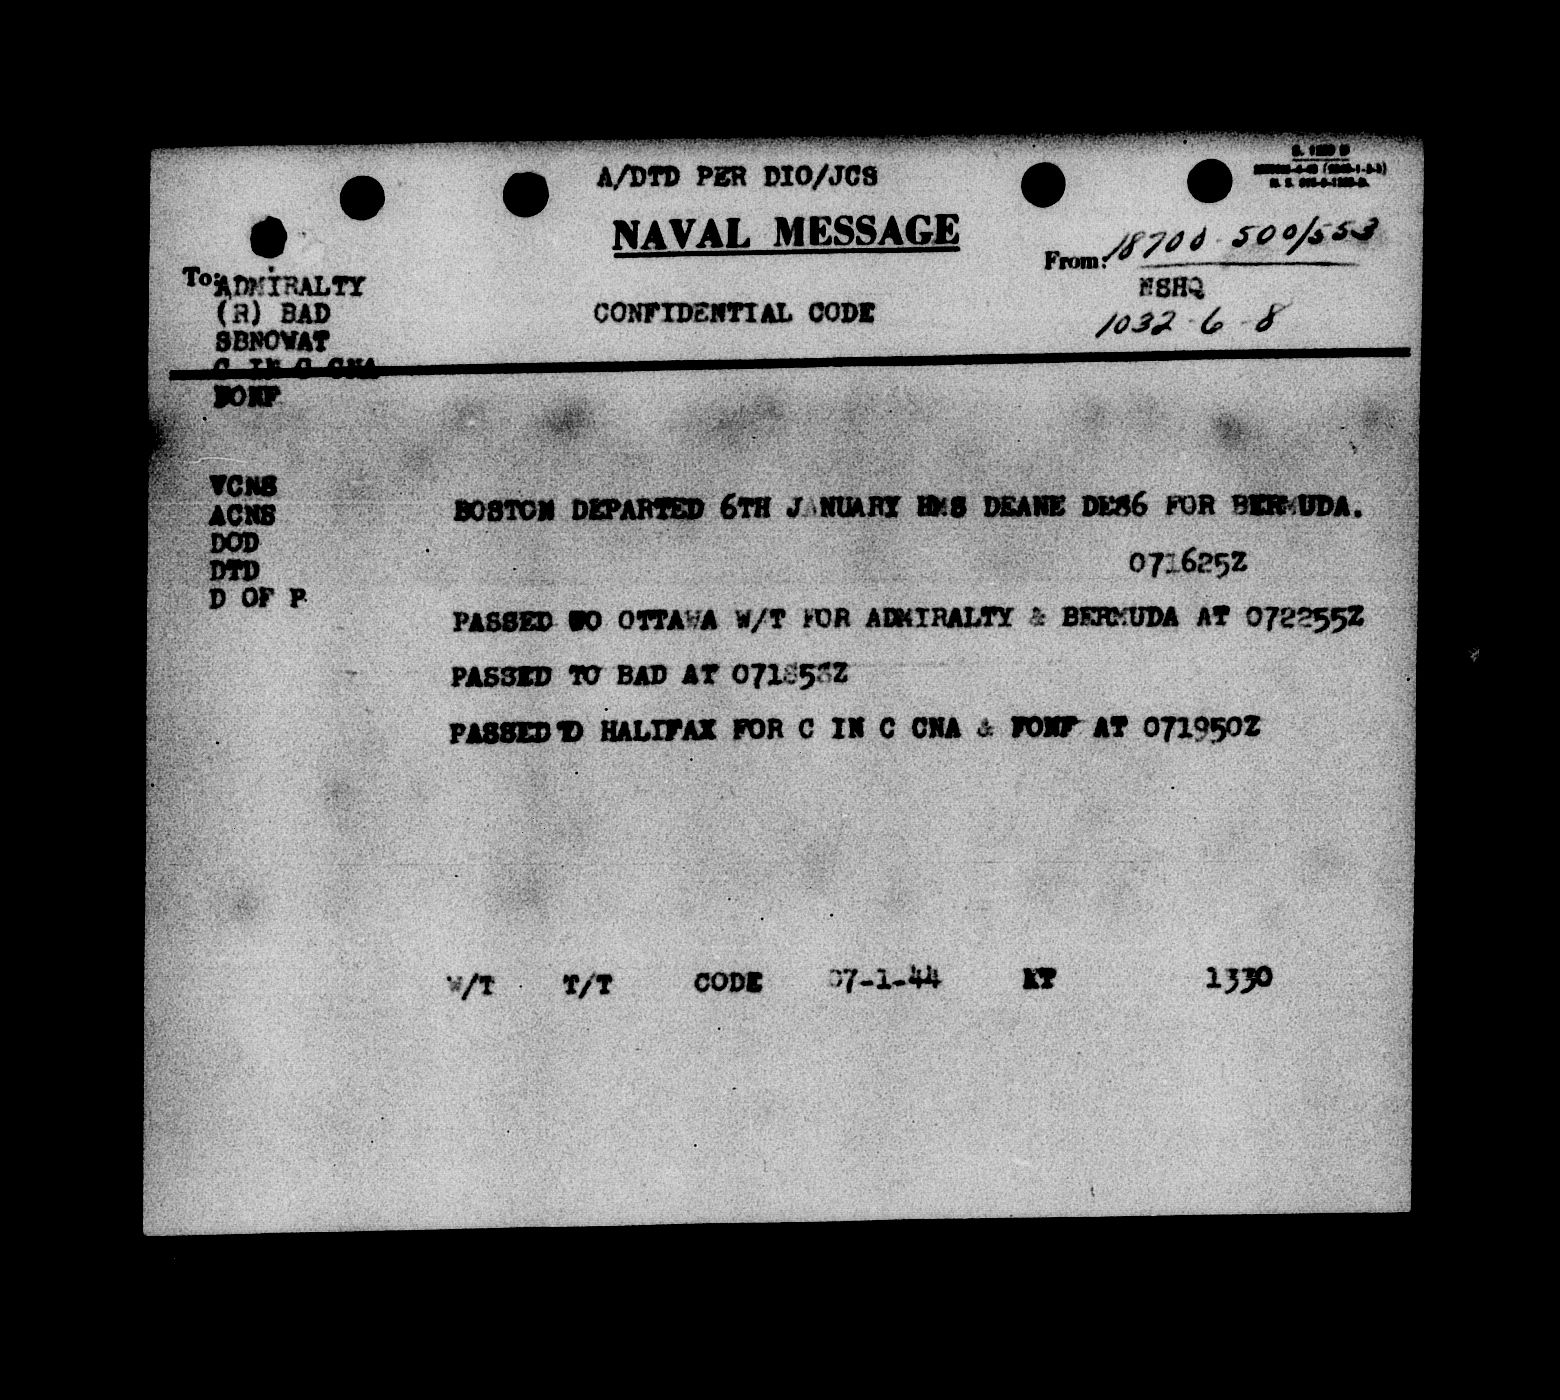 A/DTD PER DIO/JCS
NAVAL MESSAGE
From: 18700-500/553
To: ADMIRALTY
NSHQ
(R) BAD
CONFIDENTIAL CODE
1032-6-8
SBNOWAT
C IN C CNA
FONF
VCNS
ACNS
BOSTON DEPARTED 6TH JANUARY HMS DEANE DE86 FOR BERMUDA.
DOD
071625Z
DTD
D OF P
PASSED TO OTTAWA W/T FOR ADMIRALTY & BERMUDA AT 072255Z
PASSED TO BAD AT
PASSED TO HALIFAX FOR C IN C CNA & FONF AT 071950Z
W/T T/T CODE 07-1-44 KT 1330